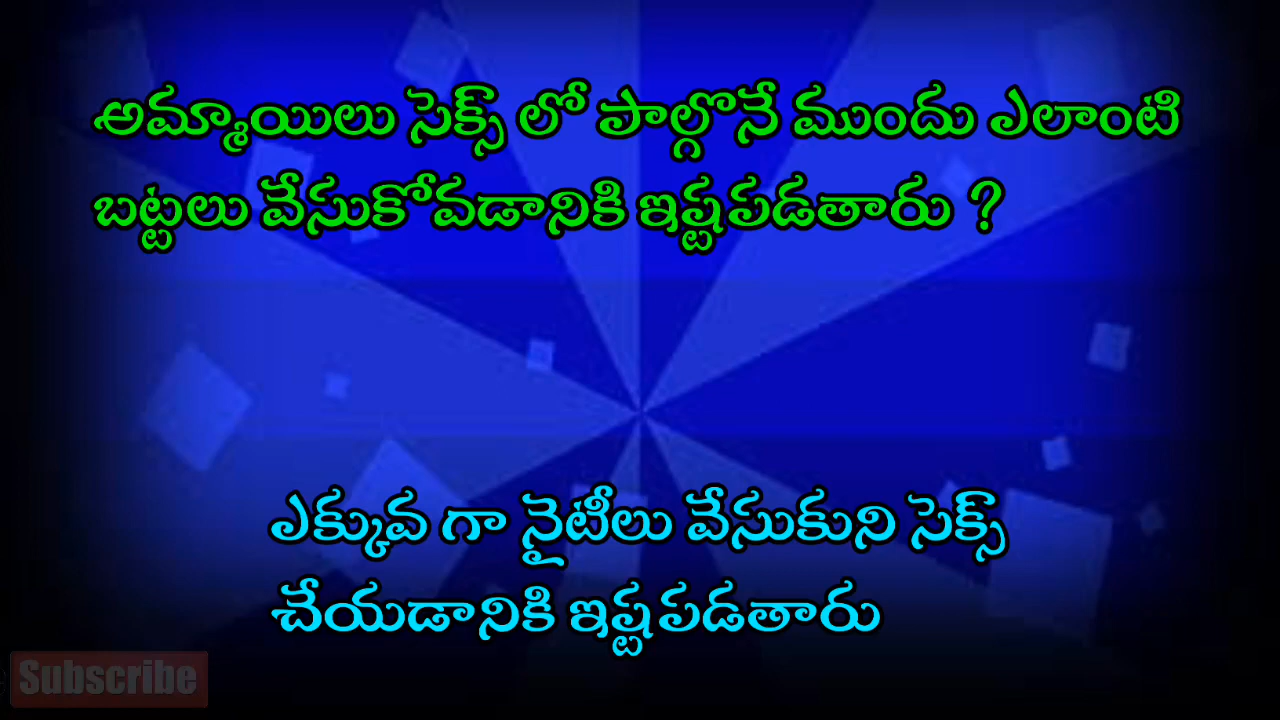 అమ్మాయిలు సెక్స్ లో పాల్గొనే ముందు ఎలాంటి
బట్టలు వేసుకోవడానికి ఇష్టపడతారు ?
ఎక్కువ గా నైటీలు వేసుకుని సెక్స్
చేయడానికి ఇష్టపడతారు
Subscribe